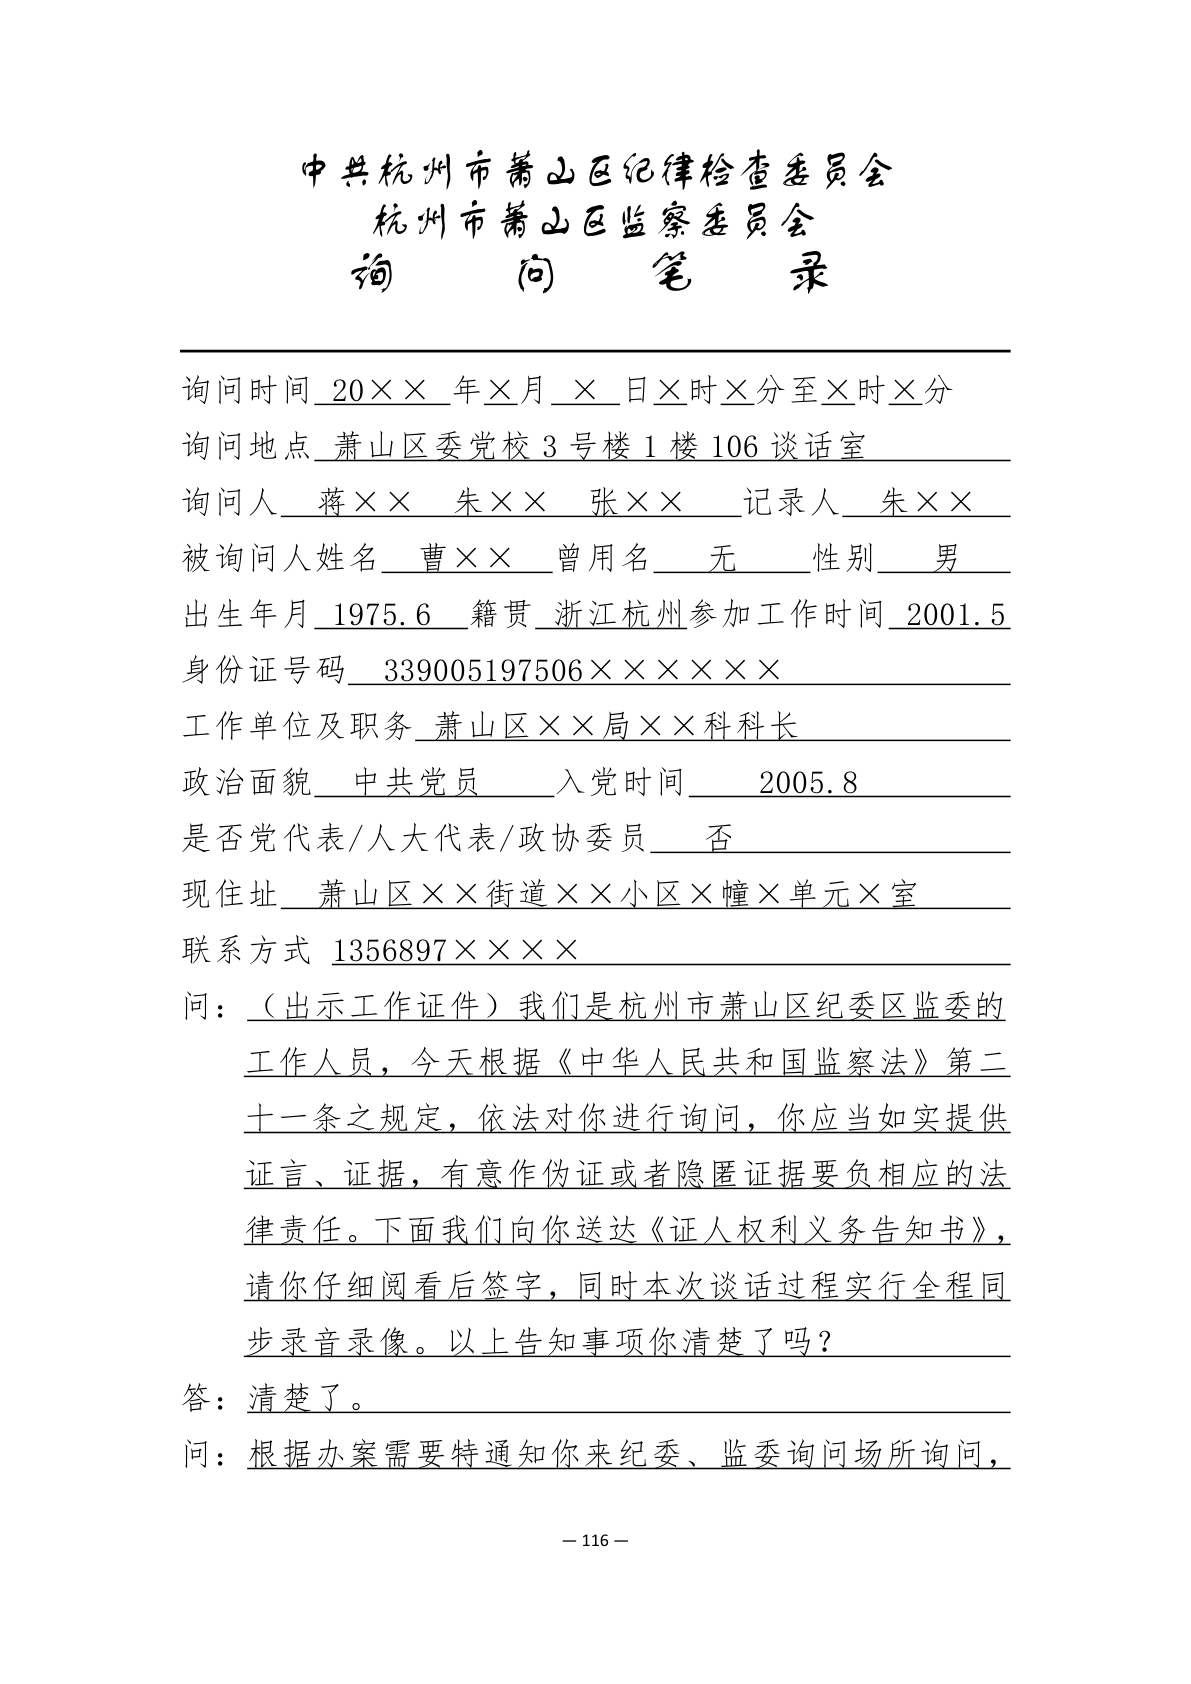 中共杭州市萧山区纪律检查委员会
杭州市萧山区监察委员会
询 问 笔 录
询问时间 20×× 年×月 × 日×时×分至×时×分
询问地点 萧山区委党校 3 号楼 1 楼 106 谈话室
询问人 蒋×× 朱×× 张×× 记录人 朱××
被询问人姓名 曹×× 曾用名 无 性别 男
出生年月 1975.6 籍贯 浙江杭州参加工作时间 2001.5
身份证号码 339005197506××××××
工作单位及职务 萧山区××局××科科长
政治面貌 中共党员 入党时间 2005.8
是否党代表/人大代表/政协委员 否
现住址 萧山区××街道××小区×幢×单元×室
联系方式 1356897××××
问：（出示工作证件）我们是杭州市萧山区纪委区监委的
工作人员，今天根据《中华人民共和国监察法》第二
十一条之规定，依法对你进行询问，你应当如实提供
证言、证据，有意作伪证或者隐匿证据要负相应的法
律责任。下面我们向你送达《证人权利义务告知书》，
请你仔细阅看后签字，同时本次谈话过程实行全程同
步录音录像。以上告知事项你清楚了吗？
答：清楚了。
问：根据办案需要特通知你来纪委、监委询问场所询问，
— 116 —